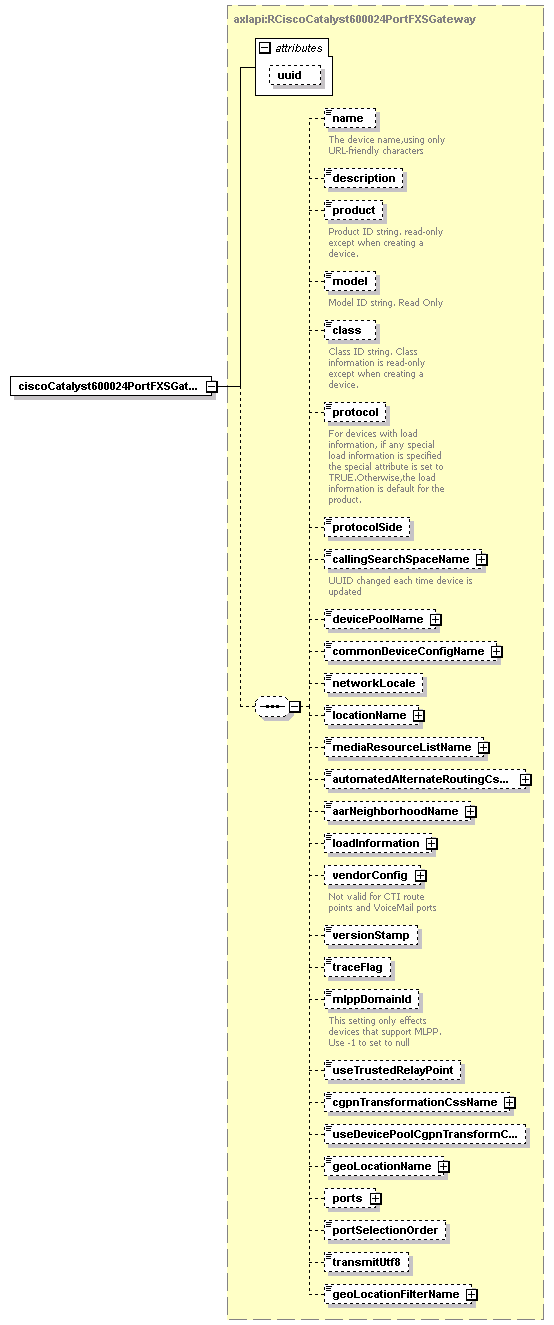 axlapi:RCiscoCatalyst600024PortFXSGateway
attributes
uuid
name
The device name,using only
URL-friendly characters
description
product
Product ID string. read-only
except when creating a
device.
model
Model ID string. Read Only
class
Class ID string. Class
information is read-only
except when creating a
device.
ciscoCatalyst600024PortFXSGat...
protocol
For devices with load
information, if any special
load information is specified
the special attribute is set to
TRUE.Otherwise,the load
information is default for the
product.
protocolSide
callingSearchSpaceName
UUID changed each time device is
updated
devicePoolName
commonDeviceConfigName
networkLocale
locationName
mediaResourceListName
automatedAlternateRoutingCs...
aarNeighborhoodName
loadInformation
vendorConfig
Not valid for CTI route
points and VoiceMail ports
versionStamp
traceFlag
mlppDomainId
This setting only effects
devices that support MLPP.
Use -1 to set to null
useTrustedRelayPoint
cgpnTransformationCssName
useDevicePoolCgpnTransformC...
geoLocationName
ports
portSelectionOrder
transmitUtf8
geoLocationFilterName